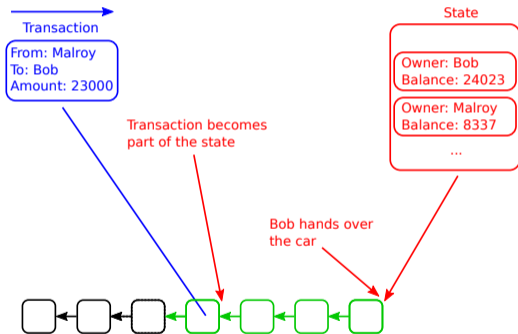 Transaction
From: Malroy
To: Bob
Amount: 23000
State
Owner: Bob
Balance: 24023
Owner: Malroy
Balance: 8337
...
Transaction becomes
part of the state
Bob hands over
the car